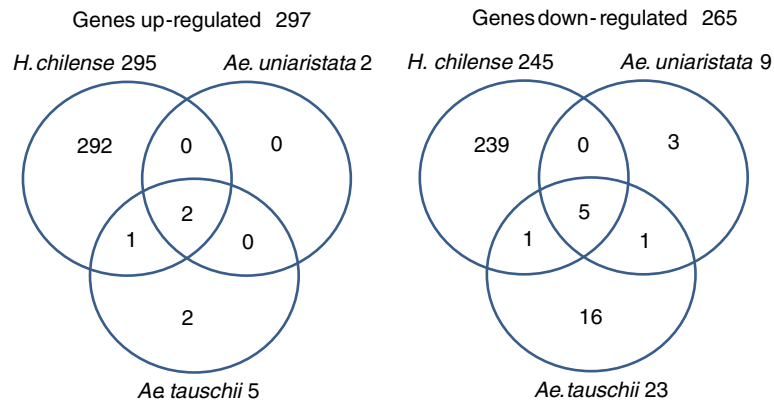 Genes up-regulated 297
H. chilense 295
Ae. uniaristata 2
292
0
0
2
1
0
2
Ae. tauschii 5
Genes down-regulated 265
H. chilense 245
Ae. uniaristata 9
239
0
3
5
1
1
16
Ae. tauschii 23